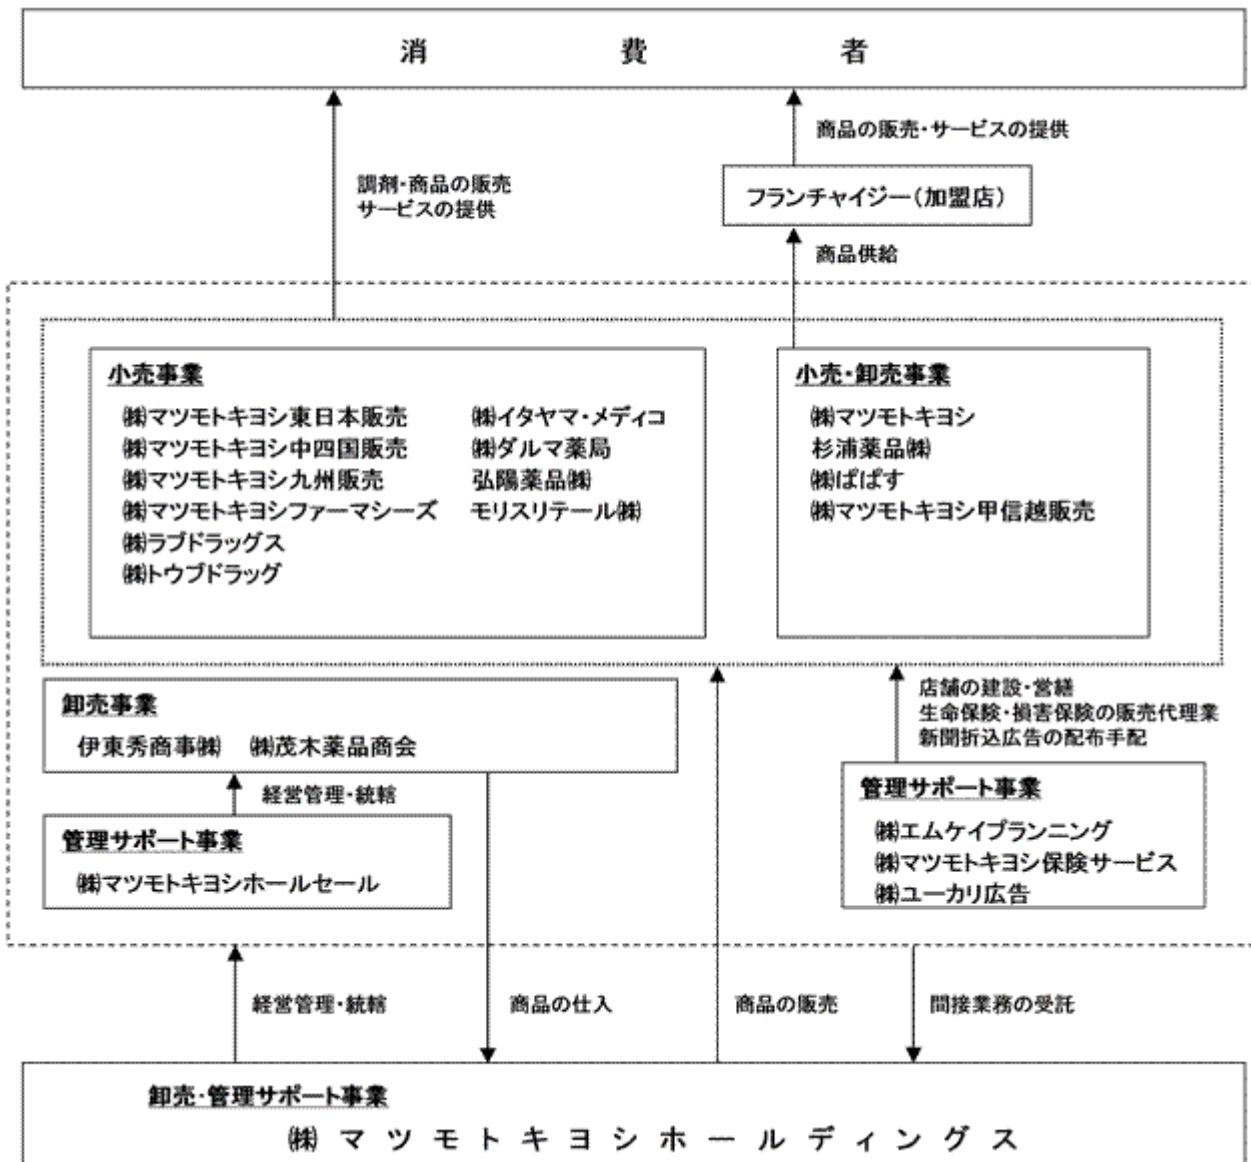 消費者
商品の販売・サービスの提供
調剤・商品の販売
サービスの提供
フランチャイジー(加盟店)
商品供給
小売事業
㈱マツモトキヨシ東日本販売
㈱マツモトキヨシ中四国販売
㈱マツモトキヨシ九州販売
㈱マツモトキヨシファーマシーズ
㈱ラブドラッグス
㈱トウブドラッグ
㈱イタヤマ・メディコ
㈱ダルマ薬局
弘陽薬品㈱
モリスリテール㈱
小売・卸売事業
㈱マツモトキヨシ
杉浦薬品㈱
㈱ぱぱす
㈱マツモトキヨシ甲信越販売
卸売事業
伊東秀商事㈱ ㈱茂木薬品商会
経営管理・統轄
管理サポート事業
㈱マツモトキヨシホールセール
店舗の建設・営繕
生命保険・損害保険の販売代理業
新聞折込広告の配布手配
管理サポート事業
㈱エムケイプランニング
㈱マツモトキヨシ保険サービス
㈱ユーカリ広告
経営管理・統轄
商品の仕入
商品の販売
間接業務の受託
卸売・管理サポート事業
㈱マツモトキヨシホールディングス